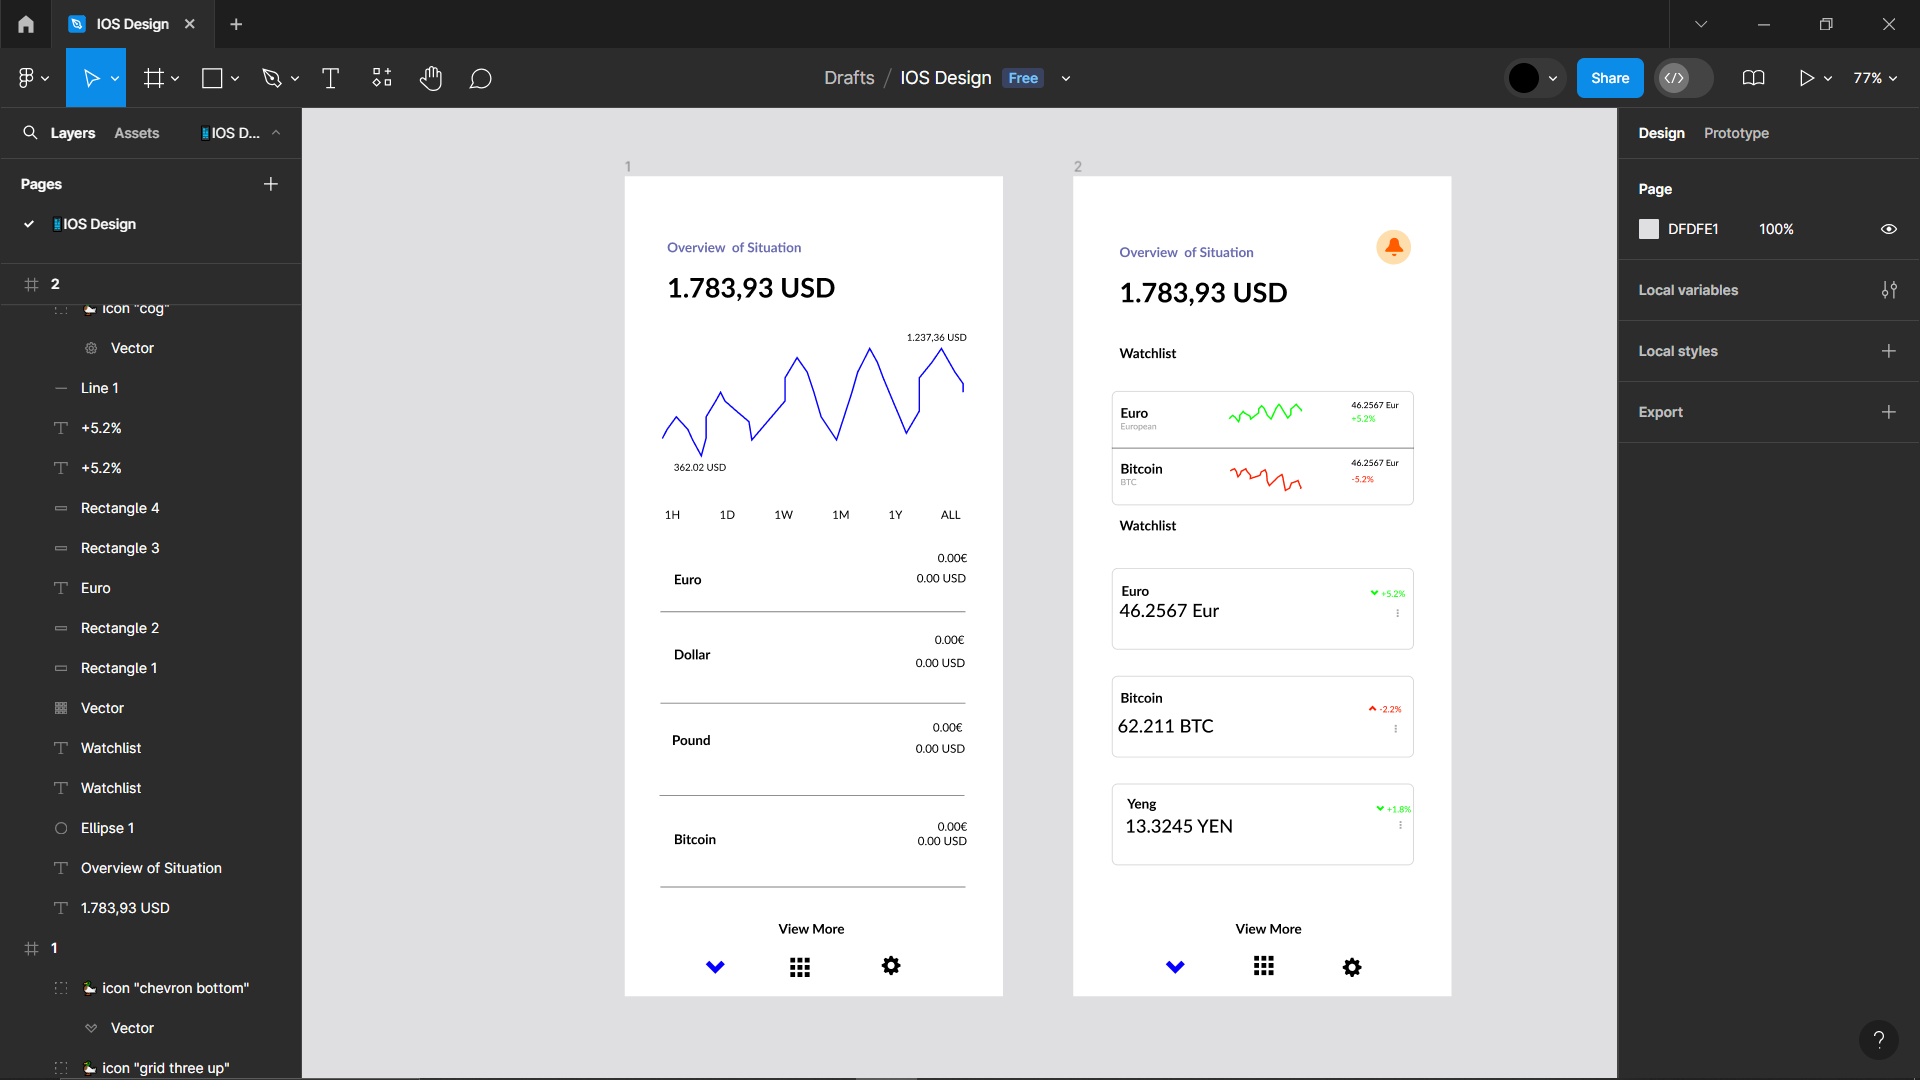 IOS Design
Drafts / IOS Design Free
Share
77%
Layers Assets IOS D...
Pages
IOS Design
2
icon "cog"
Vector
Line 1
+5.2%
+5.2%
Rectangle 4
Rectangle 3
Euro
Rectangle 2
Rectangle 1
Vector
Watchlist
Watchlist
Ellipse 1
Overview of Situation
1.783,93 USD
1
icon "chevron bottom"
Vector
icon "grid three up"
1
Overview of Situation
1.783,93 USD
1.237,36 USD
362.02 USD
1H 1D 1W 1M 1Y ALL
0.00€
Euro 0.00 USD
0.00€
Dollar 0.00 USD
0.00€
Pound 0.00 USD
0.00€
Bitcoin 0.00 USD
View More
2
Overview of Situation
1.783,93 USD
Watchlist
Euro 46.2567 Eur
European +5.2%
Bitcoin 46.2567 Eur
BTC -5.2%
Watchlist
Euro +5.2%
46.2567 Eur
Bitcoin -2.2%
62.211 BTC
Yeng +1.8%
13.3245 YEN
View More
Design Prototype
Page
DFDFE1 100%
Local variables
Local styles
Export
?